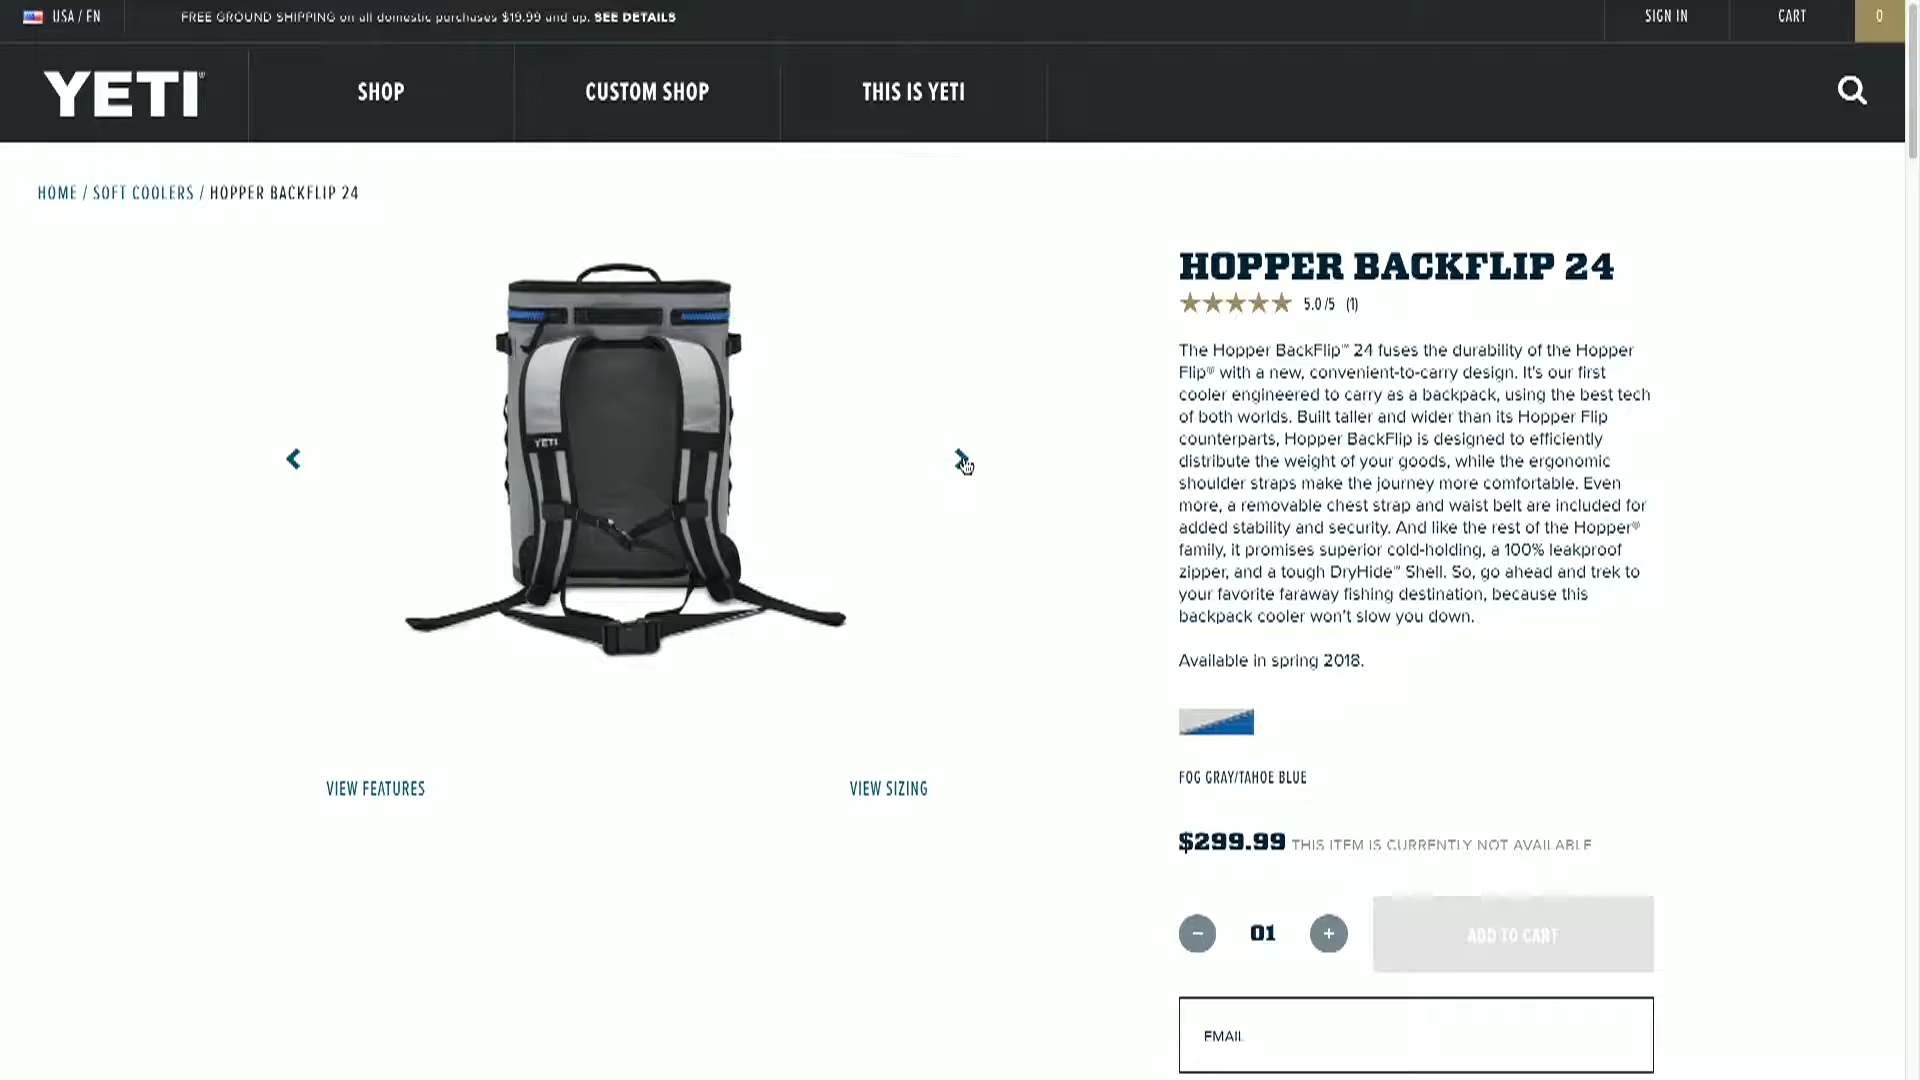 USA / EN
FREE GROUND SHIPPING on all domestic purchases $19.99 and up. SEE DETAILS
SIGN IN
CART
0
YETI®
SHOP
CUSTOM SHOP
THIS IS YETI
HOME / SOFT COOLERS / HOPPER BACKFLIP 24
HOPPER BACKFLIP 24
5.0/5 (1)
The Hopper BackFlip™ 24 fuses the durability of the Hopper
Flip® with a new, convenient-to-carry design. It's our first
cooler engineered to carry as a backpack, using the best tech
of both worlds. Built taller and wider than its Hopper Flip
counterparts, Hopper BackFlip is designed to efficiently
distribute the weight of your goods, while the ergonomic
shoulder straps make the journey more comfortable. Even
more, a removable chest strap and waist belt are included for
added stability and security. And like the rest of the Hopper®
family, it promises superior cold-holding, a 100% leakproof
zipper, and a tough DryHide™ Shell. So, go ahead and trek to
your favorite faraway fishing destination, because this
backpack cooler won't slow you down.
Available in spring 2018.
YETI
VIEW FEATURES
VIEW SIZING
FOG GRAY/TAHOE BLUE
$299.99 THIS ITEM IS CURRENTLY NOT AVAILABLE
− 01 +
ADD TO CART
EMAIL